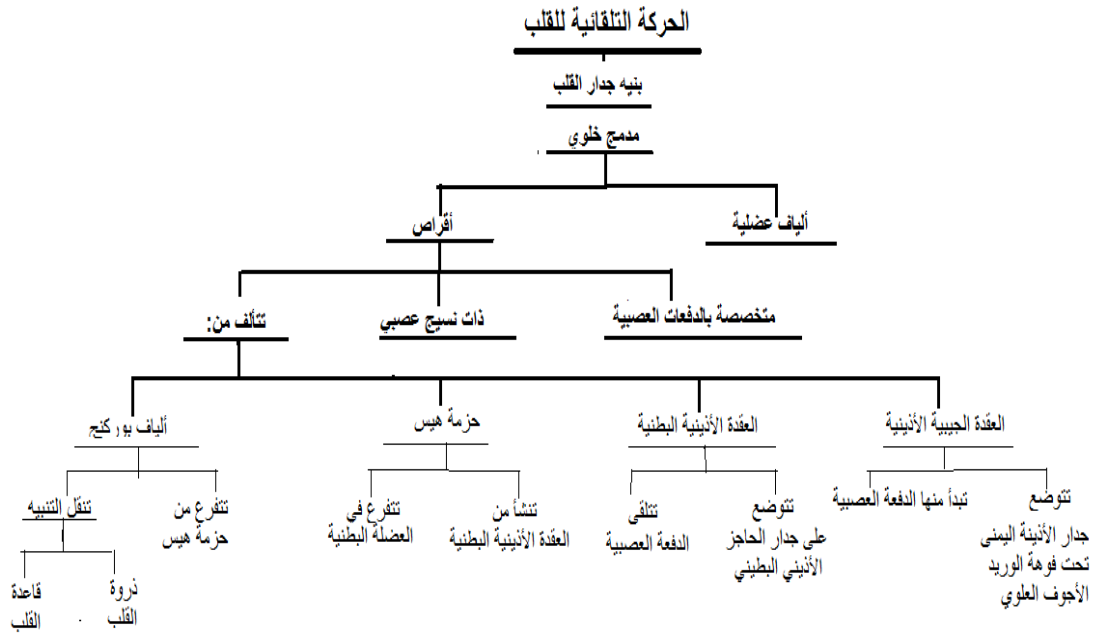 الحركة التلقائية للقلب
بنيه جدار القلب
مدمج خلوي
ألياف عضلية
أقراص
متخصصة بالدفعات العصبية
ذات نسيج عصبي
تتألف من:
العقدة الجيبية الأذينية
العقدة الأذينية البطنية
حزمة هيس
ألياف بوركنج
تتوضع
جدار الأذينة اليمنى
تحت فوهة الوريد
الأجوف العلوي
تبدأ منها الدفعة العصبية
تتوضع
على جدار الحاجز
الأذيني البطيني
تتلقى
الدفعة العصبية
تنشأ من
العقدة الأذينية البطنية
تتفرع في
العضلة البطنية
تتفرع من
حزمة هيس
تنقل التنبيه
ذروة
القلب
قاعدة
القلب